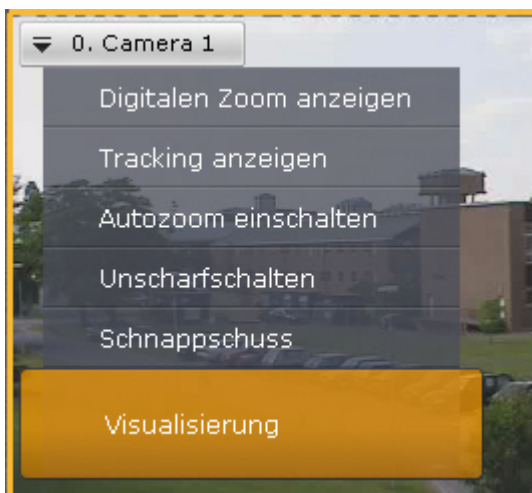 0. Camera 1
Digitalen Zoom anzeigen
Tracking anzeigen
Autozoom einschalten
Unscharfschalten
Schnappschuss
Visualisierung